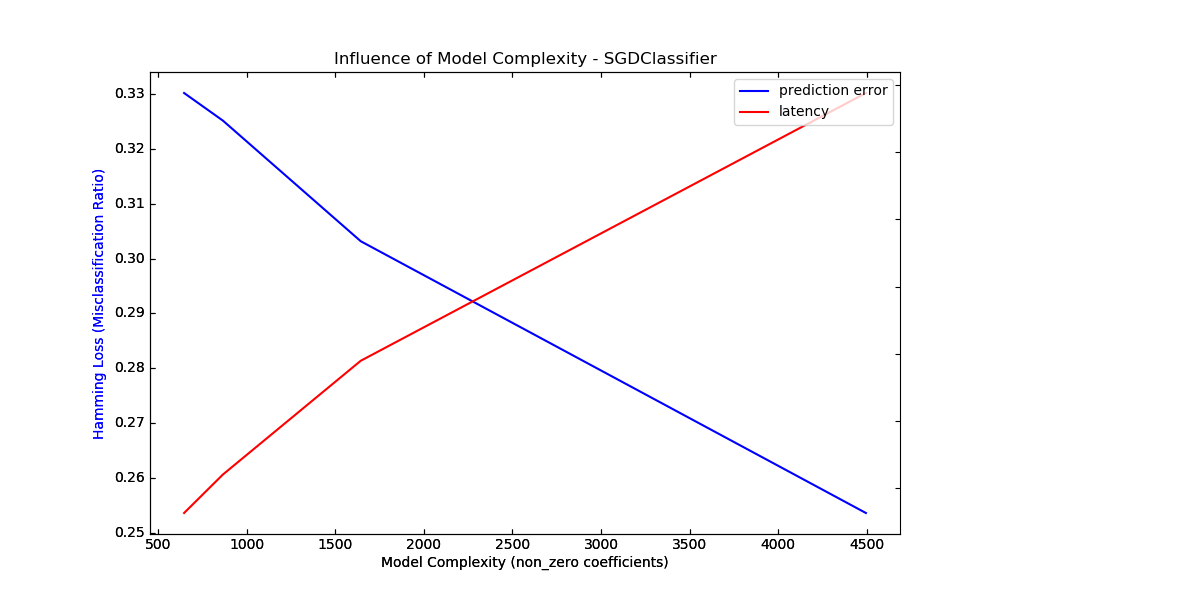 Influence of Model Complexity - SGDClassifier
prediction error
latency
Hamming Loss (Misclassification Ratio)
0.33
0.32
0.31
0.30
0.29
0.28
0.27
0.26
0.25
500 1000 1500 2000 2500 3000 3500 4000 4500
Model Complexity (non_zero coefficients)